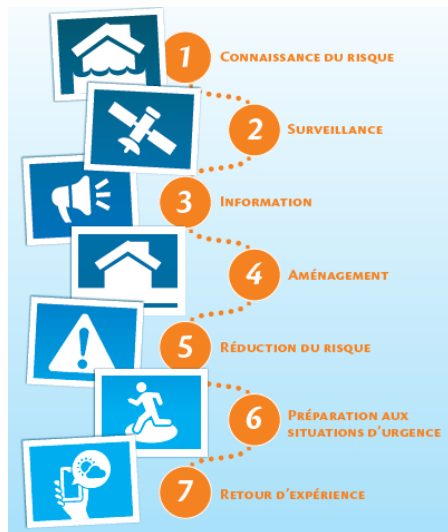 1 CONNAISSANCE DU RISQUE
2 SURVEILLANCE
3 INFORMATION
4 AMÉNAGEMENT
5 RÉDUCTION DU RISQUE
6 PRÉPARATION AUX
SITUATIONS D'URGENCE
7 RETOUR D'EXPÉRIENCE